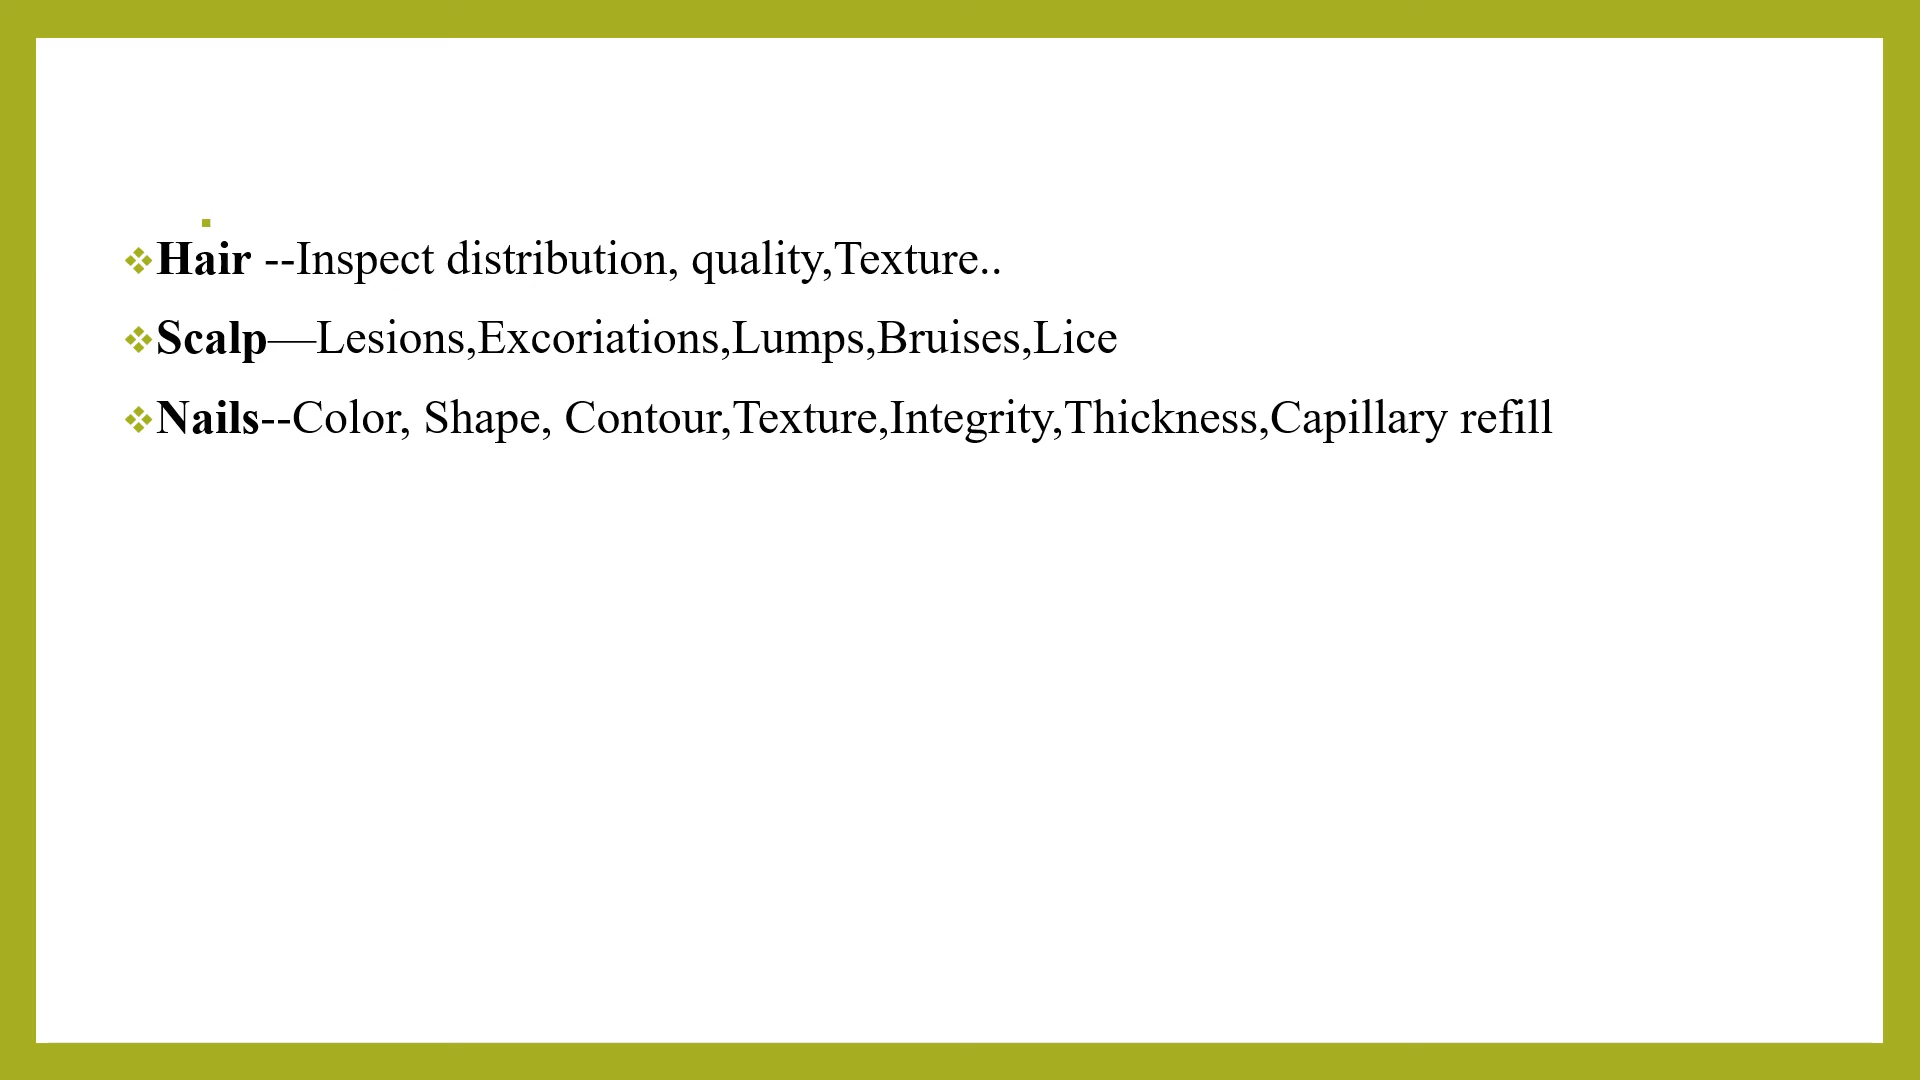 Hair --Inspect distribution, quality,Texture..
Scalp—Lesions,Excoriations,Lumps,Bruises,Lice
Nails--Color, Shape, Contour,Texture,Integrity,Thickness,Capillary refill